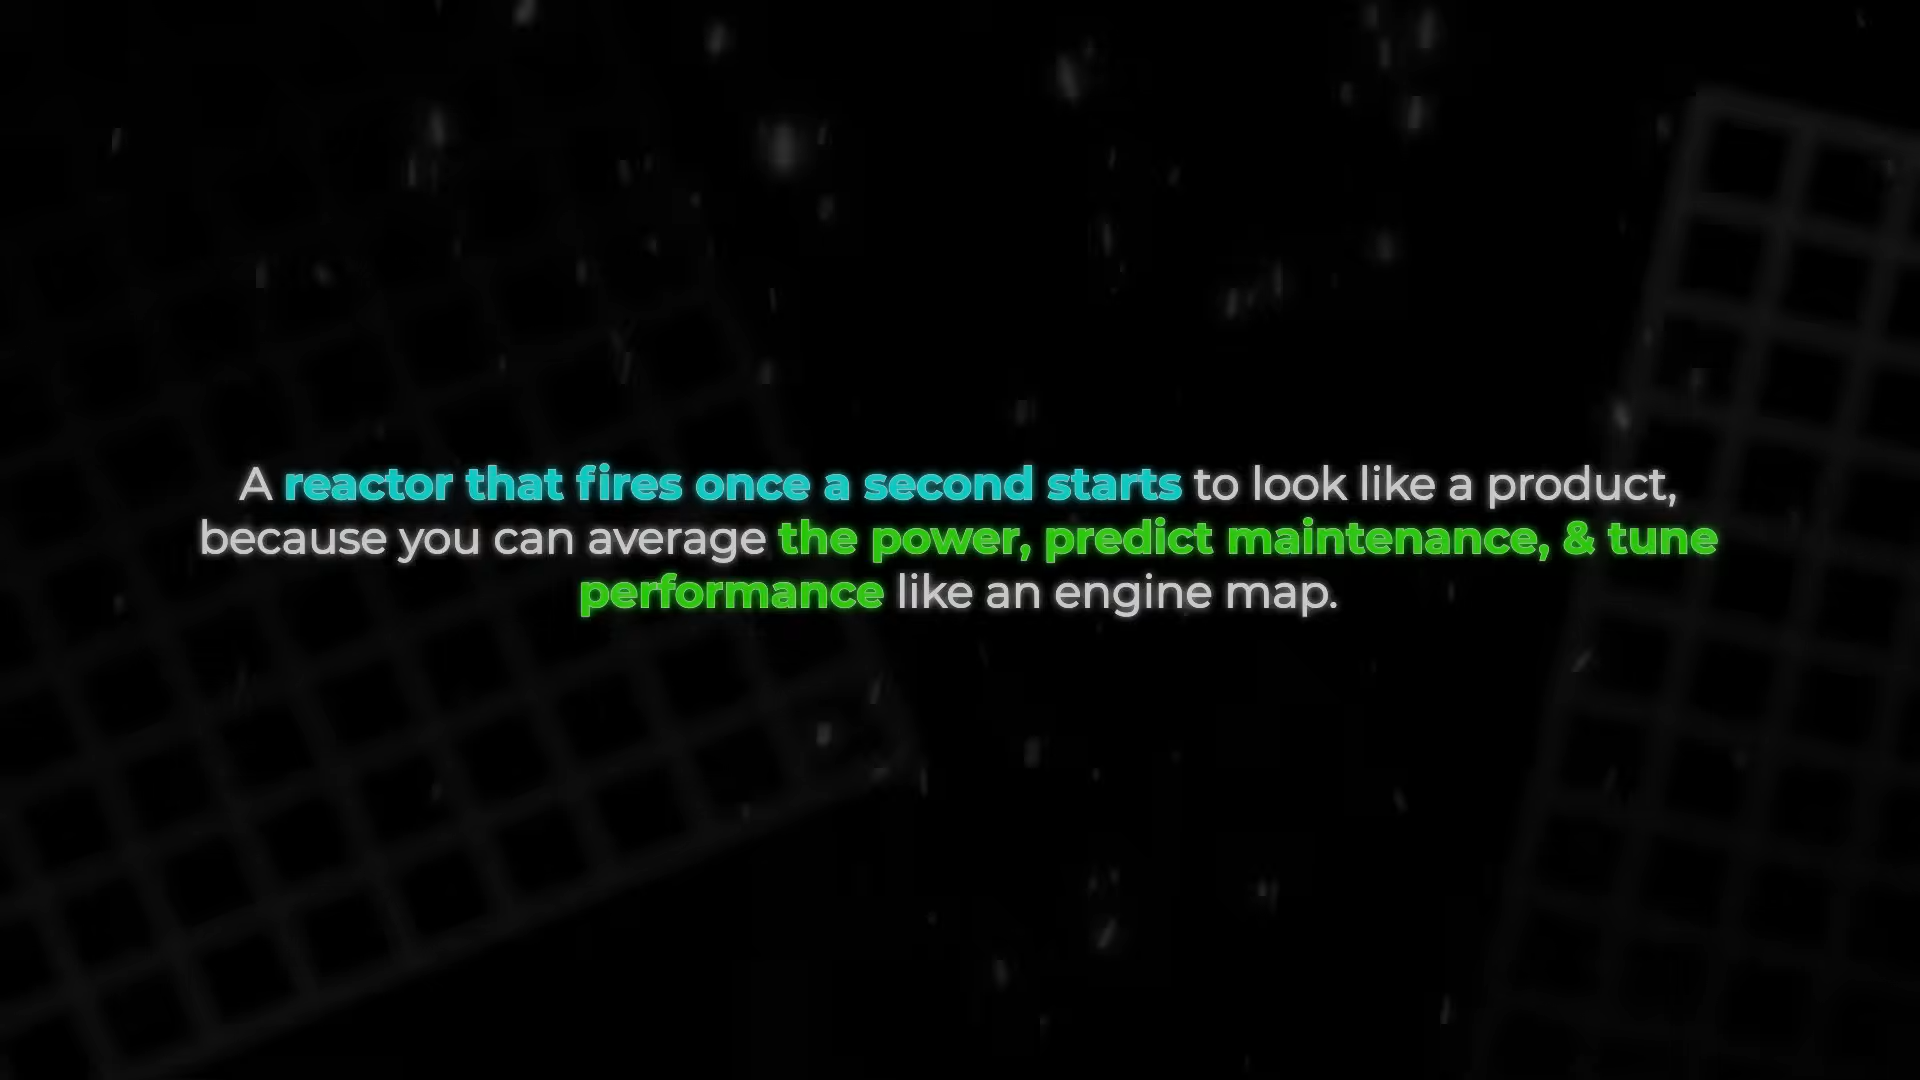 A reactor that fires once a second starts to look like a product,
because you can average the power, predict maintenance, & tune
performance like an engine map.